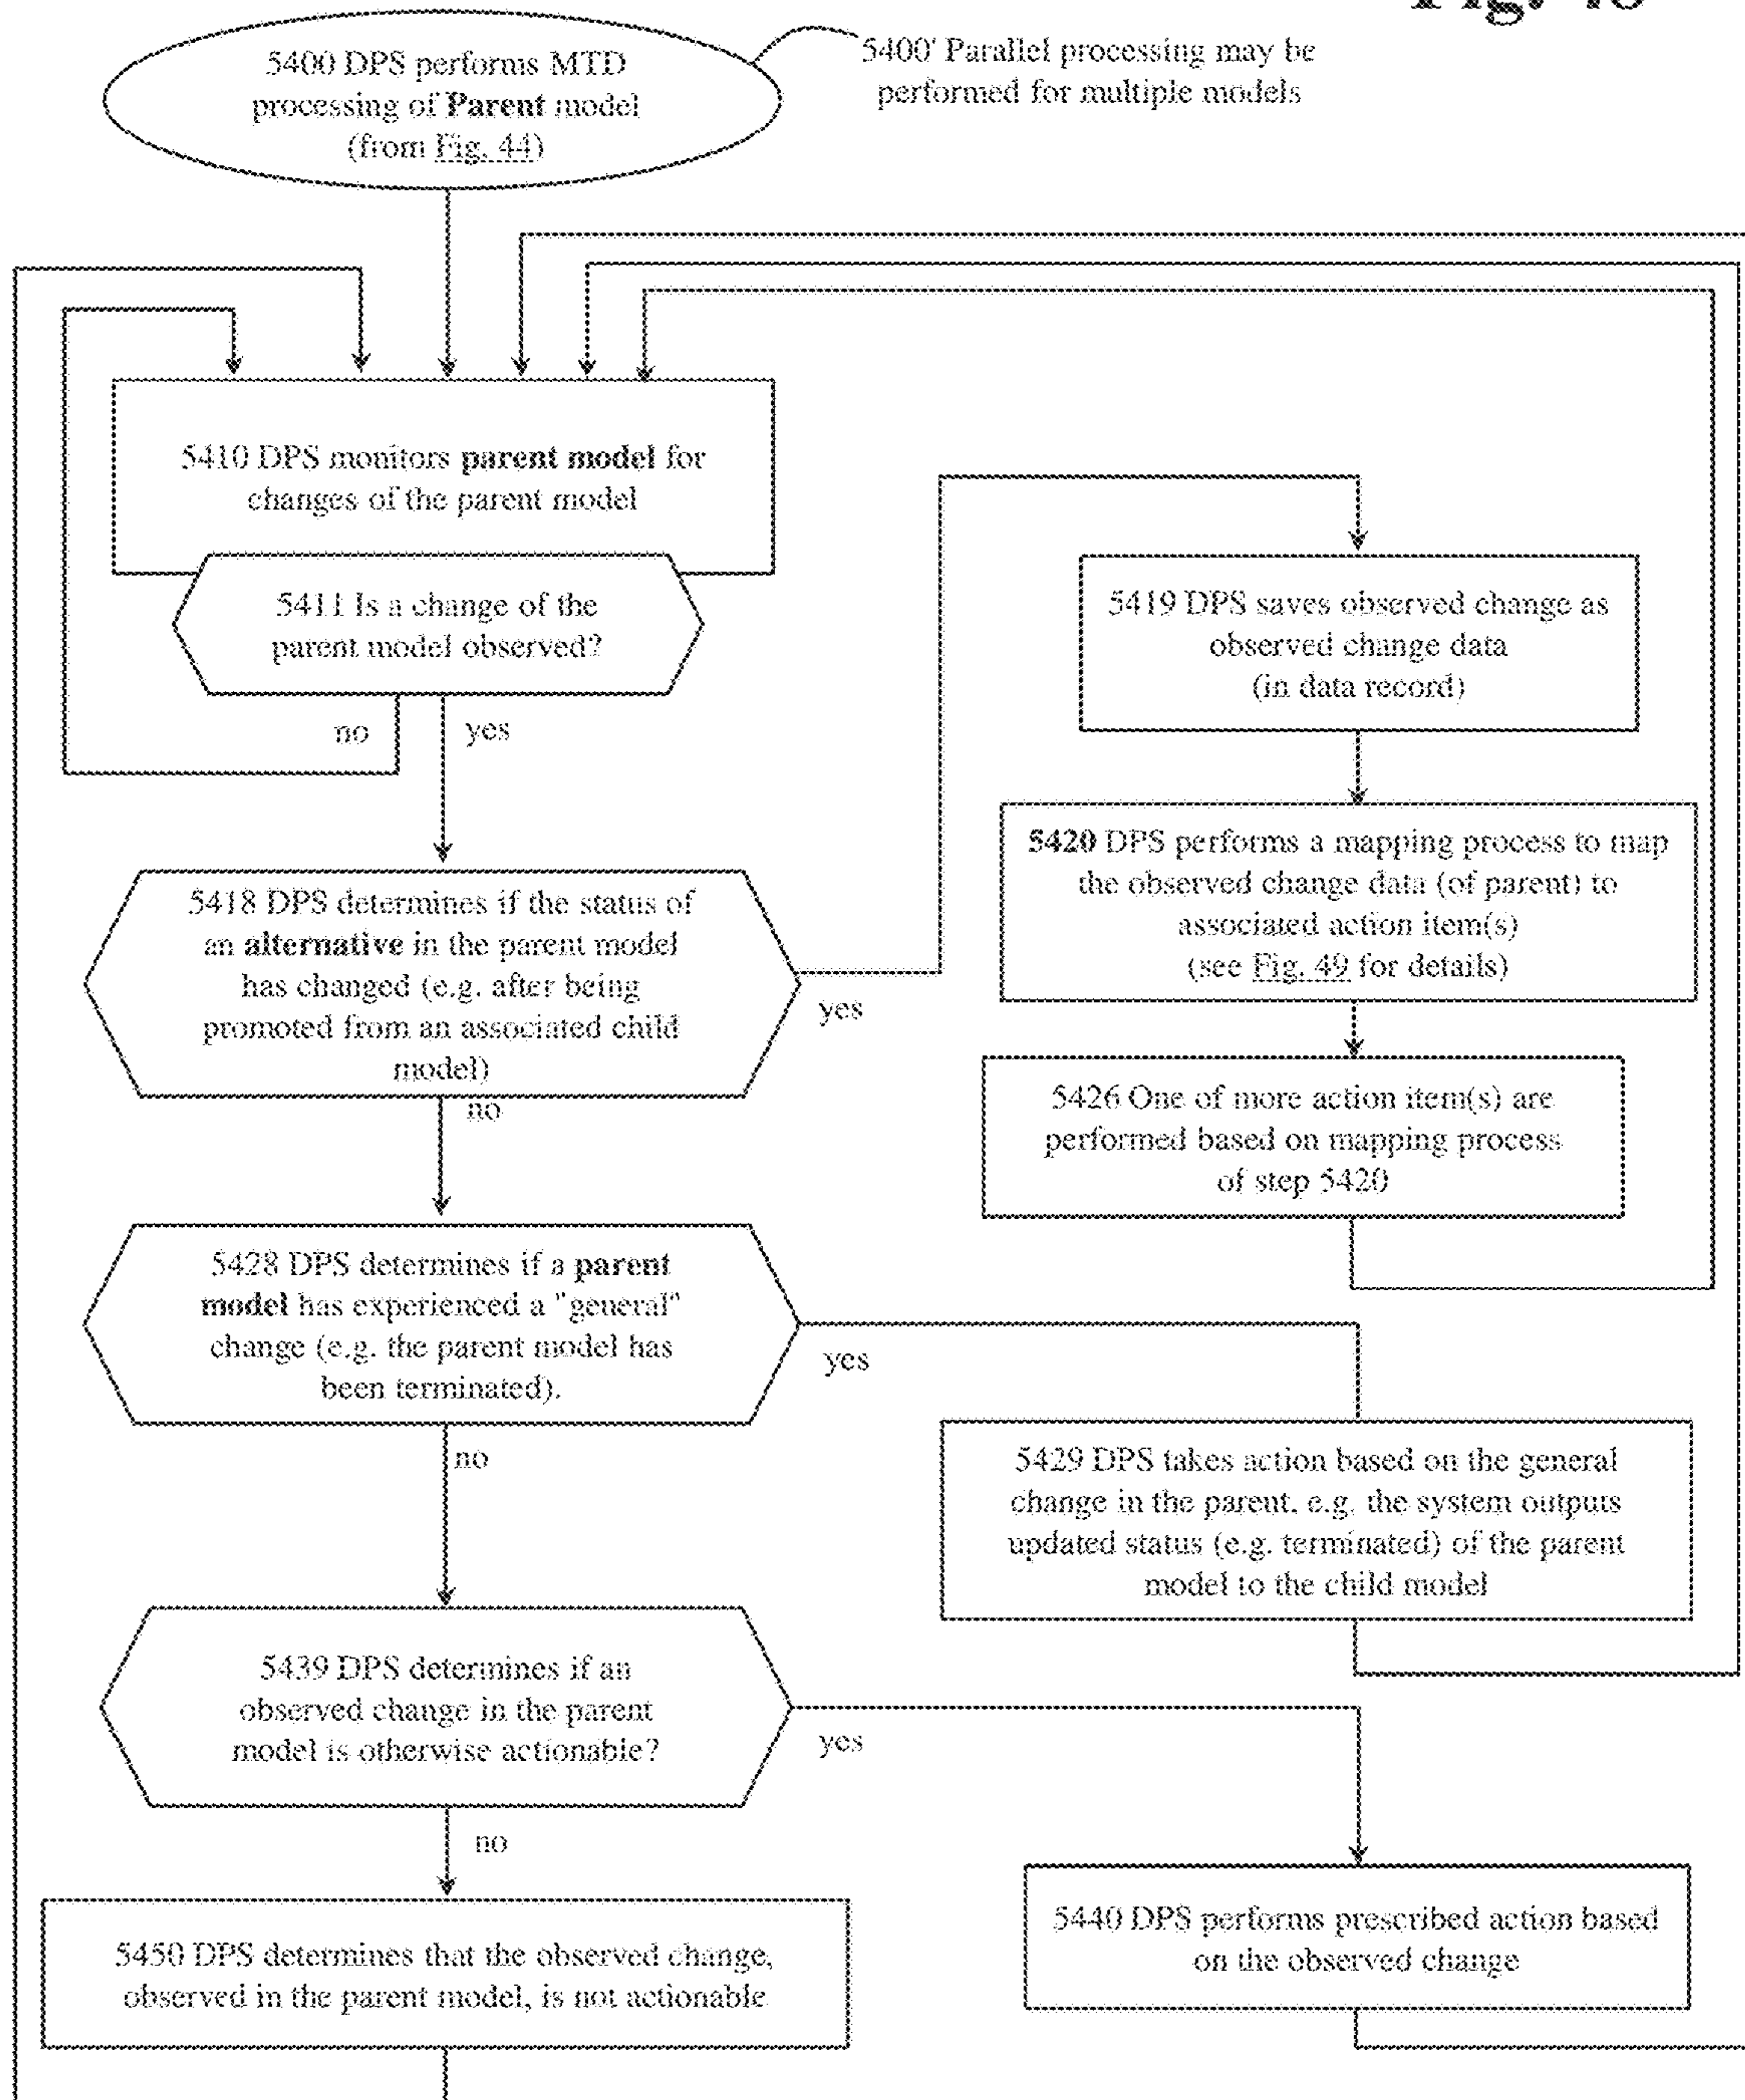 5400 DPS performs MTD
processing of Parent model
(from Fig. 44)
5400' Parallel processing may be
performed for multiple models
5410 DPS monitors parent model for
changes of the parent model
5411 Is a change of the
parent model observed?
no
yes
5418 DPS determines if the status of
an alternative in the parent model
has changed (e.g. after being
promoted from an associated child
model)
yes
no
5419 DPS saves observed change as
observed change data
(in data record)
5420 DPS performs a mapping process to map
the observed change data (of parent) to
associated action item(s)
(see Fig. 49 for details)
5426 One of more action item(s) are
performed based on mapping process
of step 5420
5428 DPS determines if a parent
model has experienced a "general"
change (e.g. the parent model has
been terminated).
yes
no
5429 DPS takes action based on the general
change in the parent, e.g. the system outputs
updated status (e.g. terminated) of the parent
model to the child model
5439 DPS determines if an
observed change in the parent
model is otherwise actionable?
yes
no
5440 DPS performs prescribed action based
on the observed change
5450 DPS determines that the observed change,
observed in the parent model, is not actionable